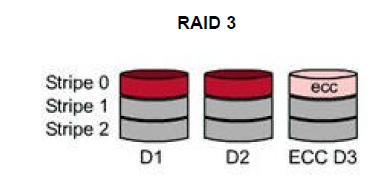 RAID 3
Stripe 0
ecc
Stripe 1
Stripe 2
D1 D2 ECC D3